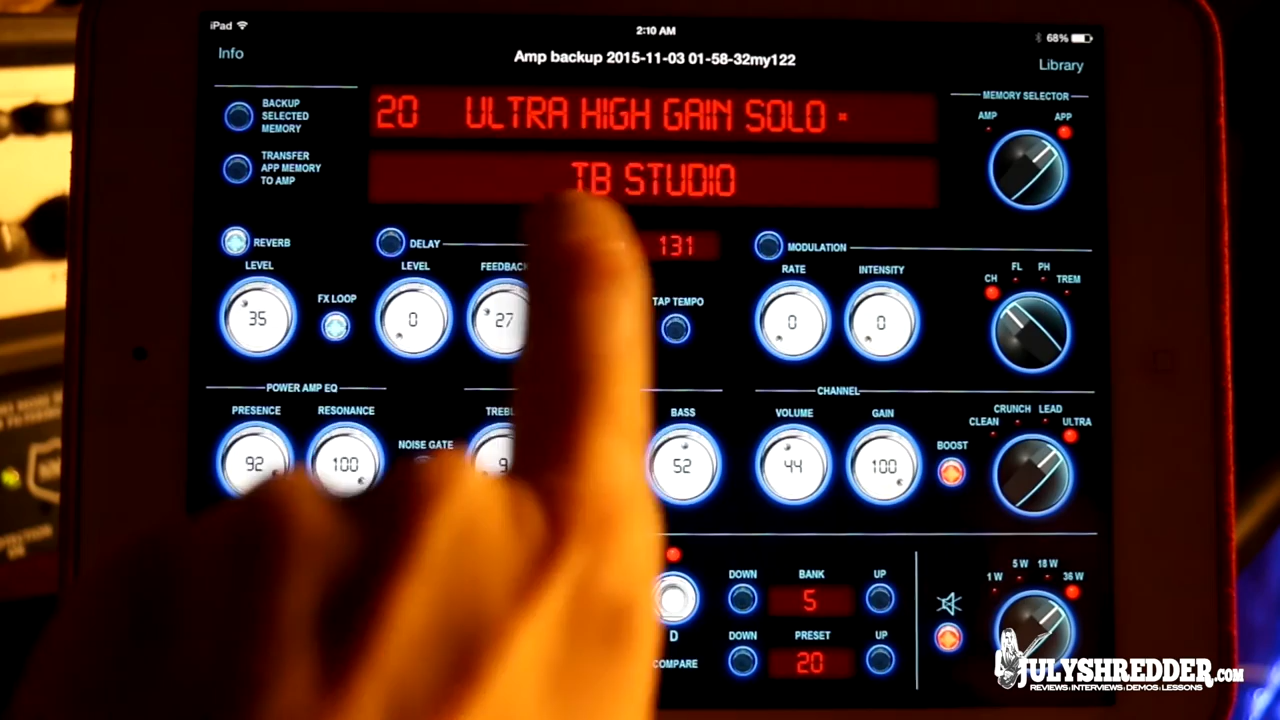 iPad
2:10 AM
68%
Info
Amp backup 2015-11-03 01-58-32my122
Library
BACKUP
SELECTED
MEMORY
TRANSFER
APP MEMORY
TO AMP
20 ULTRA HIGH GAIN SOLO
TB STUDIO
MEMORY SELECTOR
AMP APP
REVERB
DELAY
131
MODULATION
LEVEL
35
FX LOOP
LEVEL
0
FEEDBACK
27
TAP TEMPO
RATE
0
INTENSITY
0
CH FL PH TREM
POWER AMP EQ
PRESENCE
92
RESONANCE
100
NOISE GATE
BASS
52
CHANNEL
VOLUME
44
GAIN
100
BOOST
CLEAN CRUNCH LEAD ULTRA
D
COMPARE
DOWN BANK UP
5
DOWN PRESET UP
20
1 W 5 W 18 W 36 W
JULYSHREDDER.COM
REVIEWS INTERVIEWS DEMOS LESSONS